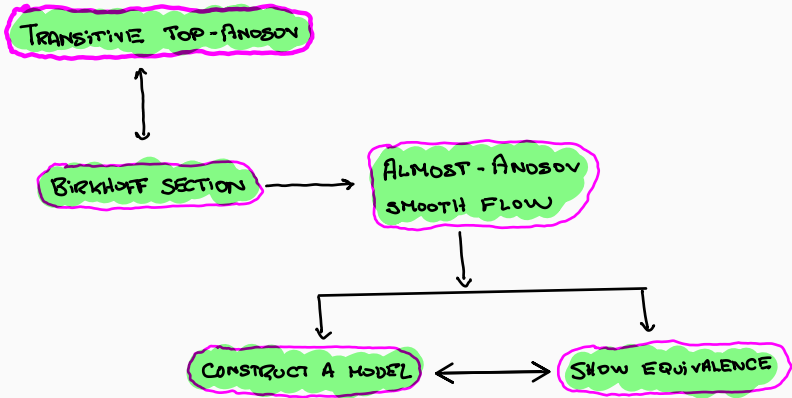 TRANSITIVE TOP-ANOSOV
BIRKHOFF SECTION
ALMOST-ANOSOV
SMOOTH FLOW
CONSTRUCT A MODEL
SHOW EQUIVALENCE